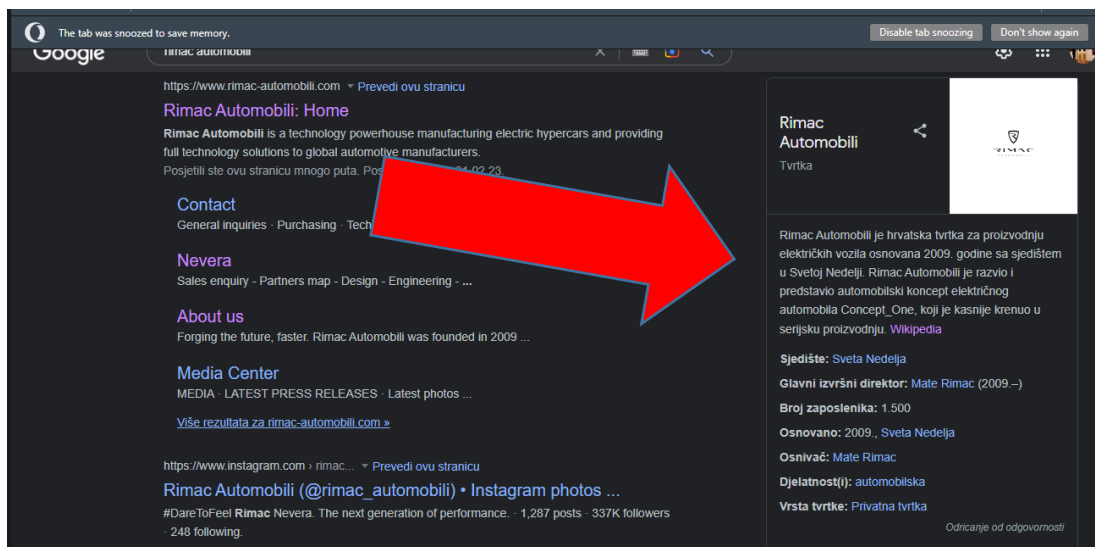 The tab was snoozed to save memory.
Disable tab snoozing
Don't show again
Google
rimac automobili
https://www.rimac-automobili.com Prevedi ovu stranicu
Rimac Automobili: Home
Rimac Automobili is a technology powerhouse manufacturing electric hypercars and providing
full technology solutions to global automotive manufacturers.
Posjetili ste ovu stranicu mnogo puta. 02.23.
Contact
General inquiries · Purchasing ·
Nevera
Sales enquiry - Partners map - Design - Engineering - ...
About us
Forging the future, faster. Rimac Automobili was founded in 2009 ...
Media Center
MEDIA · LATEST PRESS RELEASES · Latest photos ...
Više rezultata za rimac-automobili.com »
https://www.instagram.com › rimac... Prevedi ovu stranicu
Rimac Automobili (@rimac_automobili) • Instagram photos ...
#DareToFeel Rimac Nevera. The next generation of performance. · 1,287 posts · 337K followers
· 248 following.
Rimac
Automobili
Tvrtka
RIMAC
AUTOMOBILI
Rimac Automobili je hrvatska tvrtka za proizvodnju
električkih vozila osnovana 2009. godine sa sjedištem
u Svetoj Nedelji. Rimac Automobili je razvio i
predstavio automobilski koncept električnog
automobila Concept_One, koji je kasnije krenuo u
serijsku proizvodnju. Wikipedia
Sjedište: Sveta Nedelja
Glavni izvršni direktor: Mate Rimac (2009.–)
Broj zaposlenika: 1.500
Osnovano: 2009., Sveta Nedelja
Osnivač: Mate Rimac
Djelatnost(i): automobilska
Vrsta tvrtke: Privatna tvrtka
Odricanje od odgovornosti